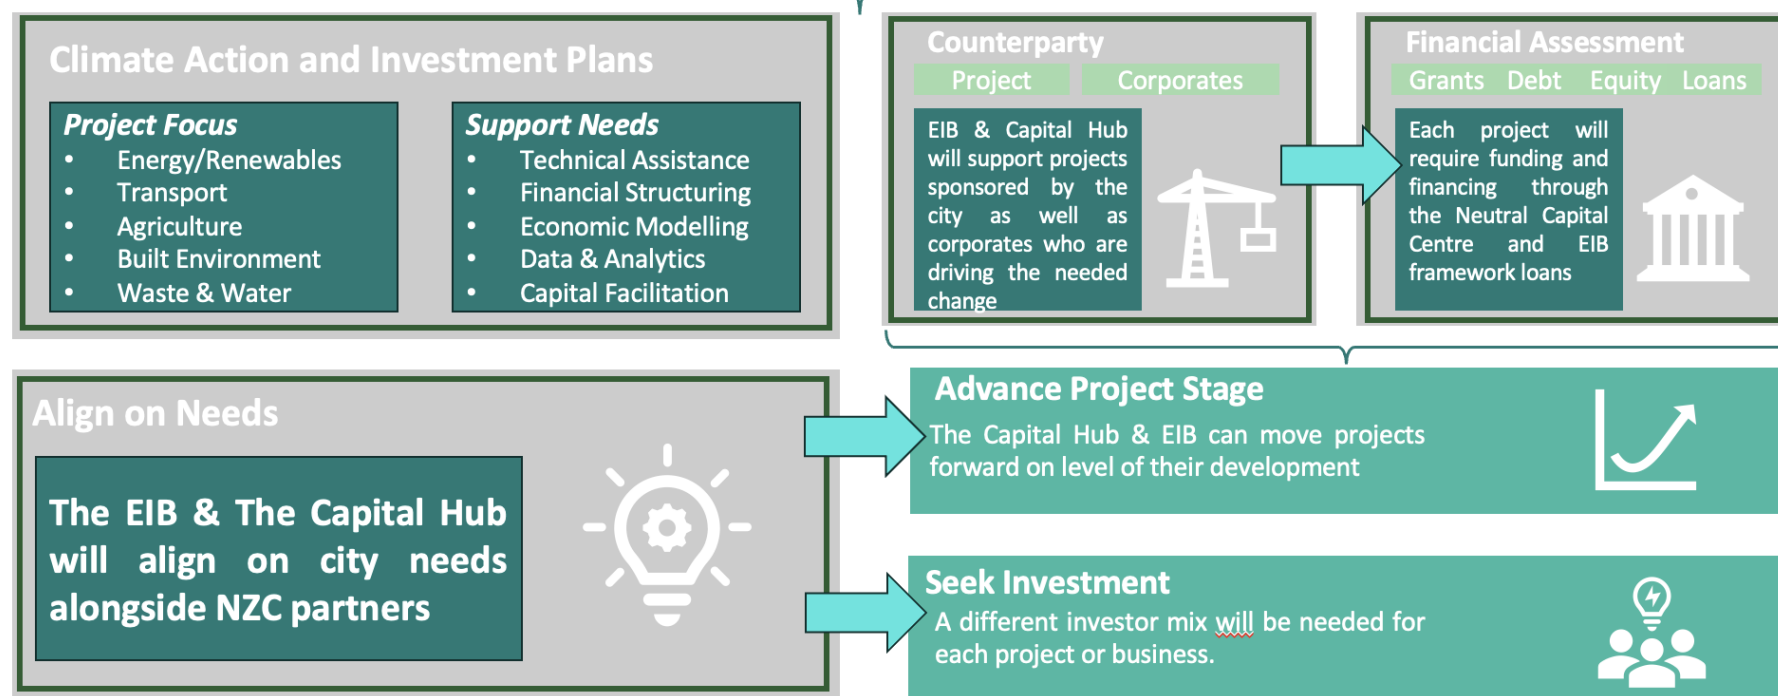 Climate Action and Investment Plans
Project Focus
• Energy/Renewables
• Transport
• Agriculture
• Built Environment
• Waste & Water
Support Needs
• Technical Assistance
• Financial Structuring
• Economic Modelling
• Data & Analytics
• Capital Facilitation
Counterparty
Project
Corporates
EIB & Capital Hub
will support projects
sponsored by the
city as well as
corporates who are
driving the needed
change
Financial Assessment
Grants Debt Equity Loans
Each project will
require funding and
financing through
the Neutral Capital
Centre and EIB
framework loans
Align on Needs
The EIB & The Capital Hub
will align on city needs
alongside NZC partners
Advance Project Stage
The Capital Hub & EIB can move projects
forward on level of their development
Seek Investment
A different investor mix will be needed for
each project or business.